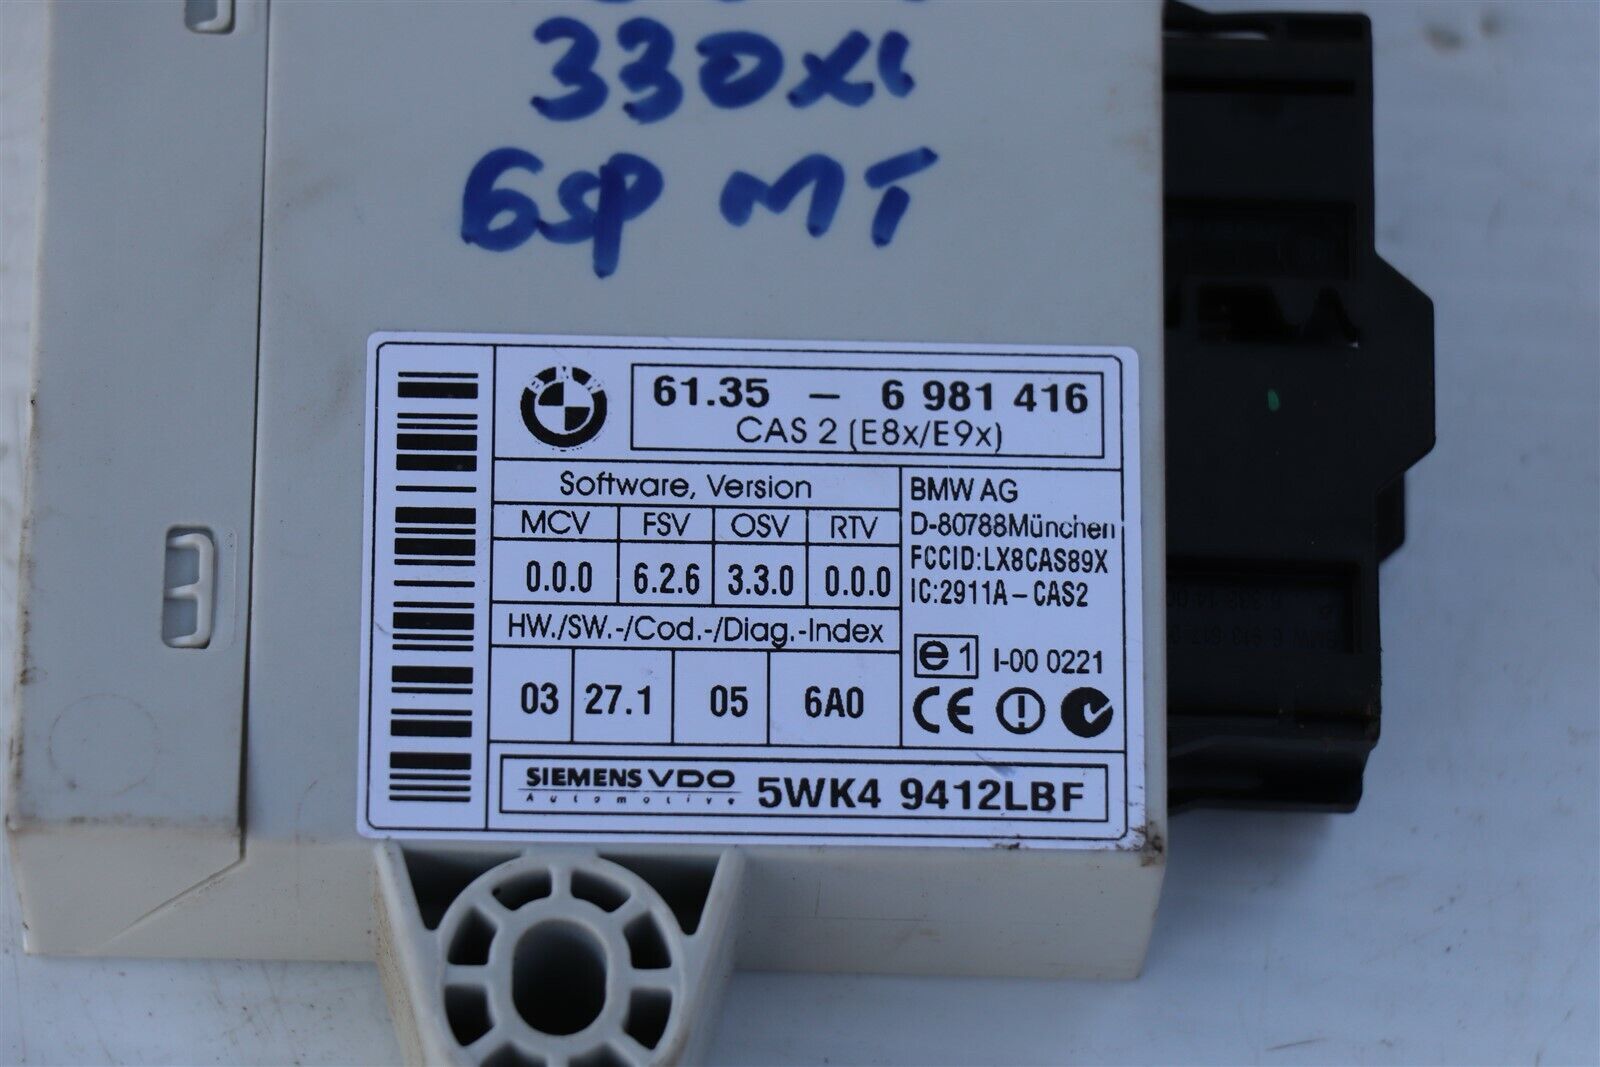 330xi
6sp MT
BMW
61.35 - 6 981 416
CAS 2 (E8x/E9x)
Software, Version
MCV FSV OSV RTV
0.0.0 6.2.6 3.3.0 0.0.0
HW./SW.-/Cod.-/Diag.-Index
03 27.1 05 6A0
BMW AG
D-80788München
FCCID:LX8CAS89X
IC:2911A-CAS2
e1 I-00 0221
CE
SIEMENS VDO
Automotive
5WK4 9412LBF